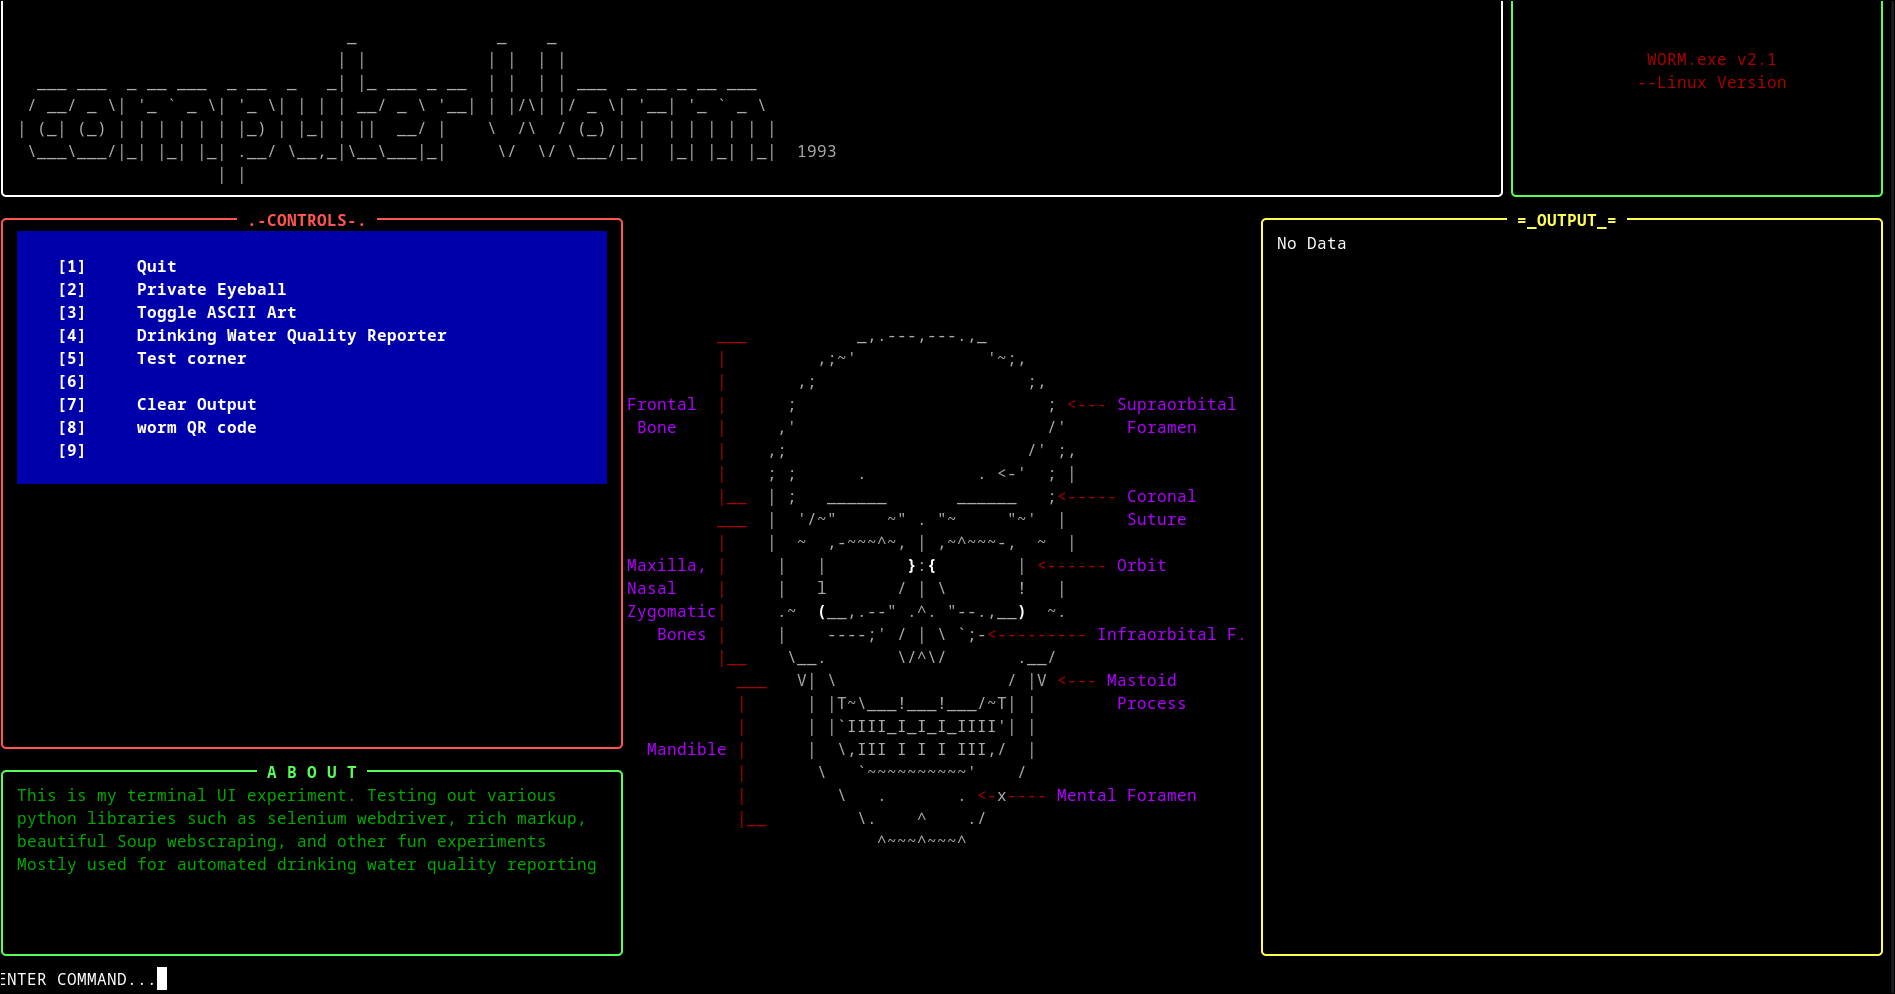 computer Worm 1993
WORM.exe v2.1
--Linux Version
.-CONTROLS-.
[1] Quit
[2] Private Eyeball
[3] Toggle ASCII Art
[4] Drinking Water Quality Reporter
[5] Test corner
[6]
[7] Clear Output
[8] worm QR code
[9]
A B O U T
This is my terminal UI experiment. Testing out various
python libraries such as selenium webdriver, rich markup,
beautiful Soup webscraping, and other fun experiments
Mostly used for automated drinking water quality reporting
Frontal
Bone
Maxilla,
Nasal
Zygomatic
Bones
Mandible
<--- Supraorbital
Foramen
<----- Coronal
Suture
<------ Orbit
<--------- Infraorbital F.
<--- Mastoid
Process
<-x---- Mental Foramen
=_OUTPUT_=
No Data
ENTER COMMAND...